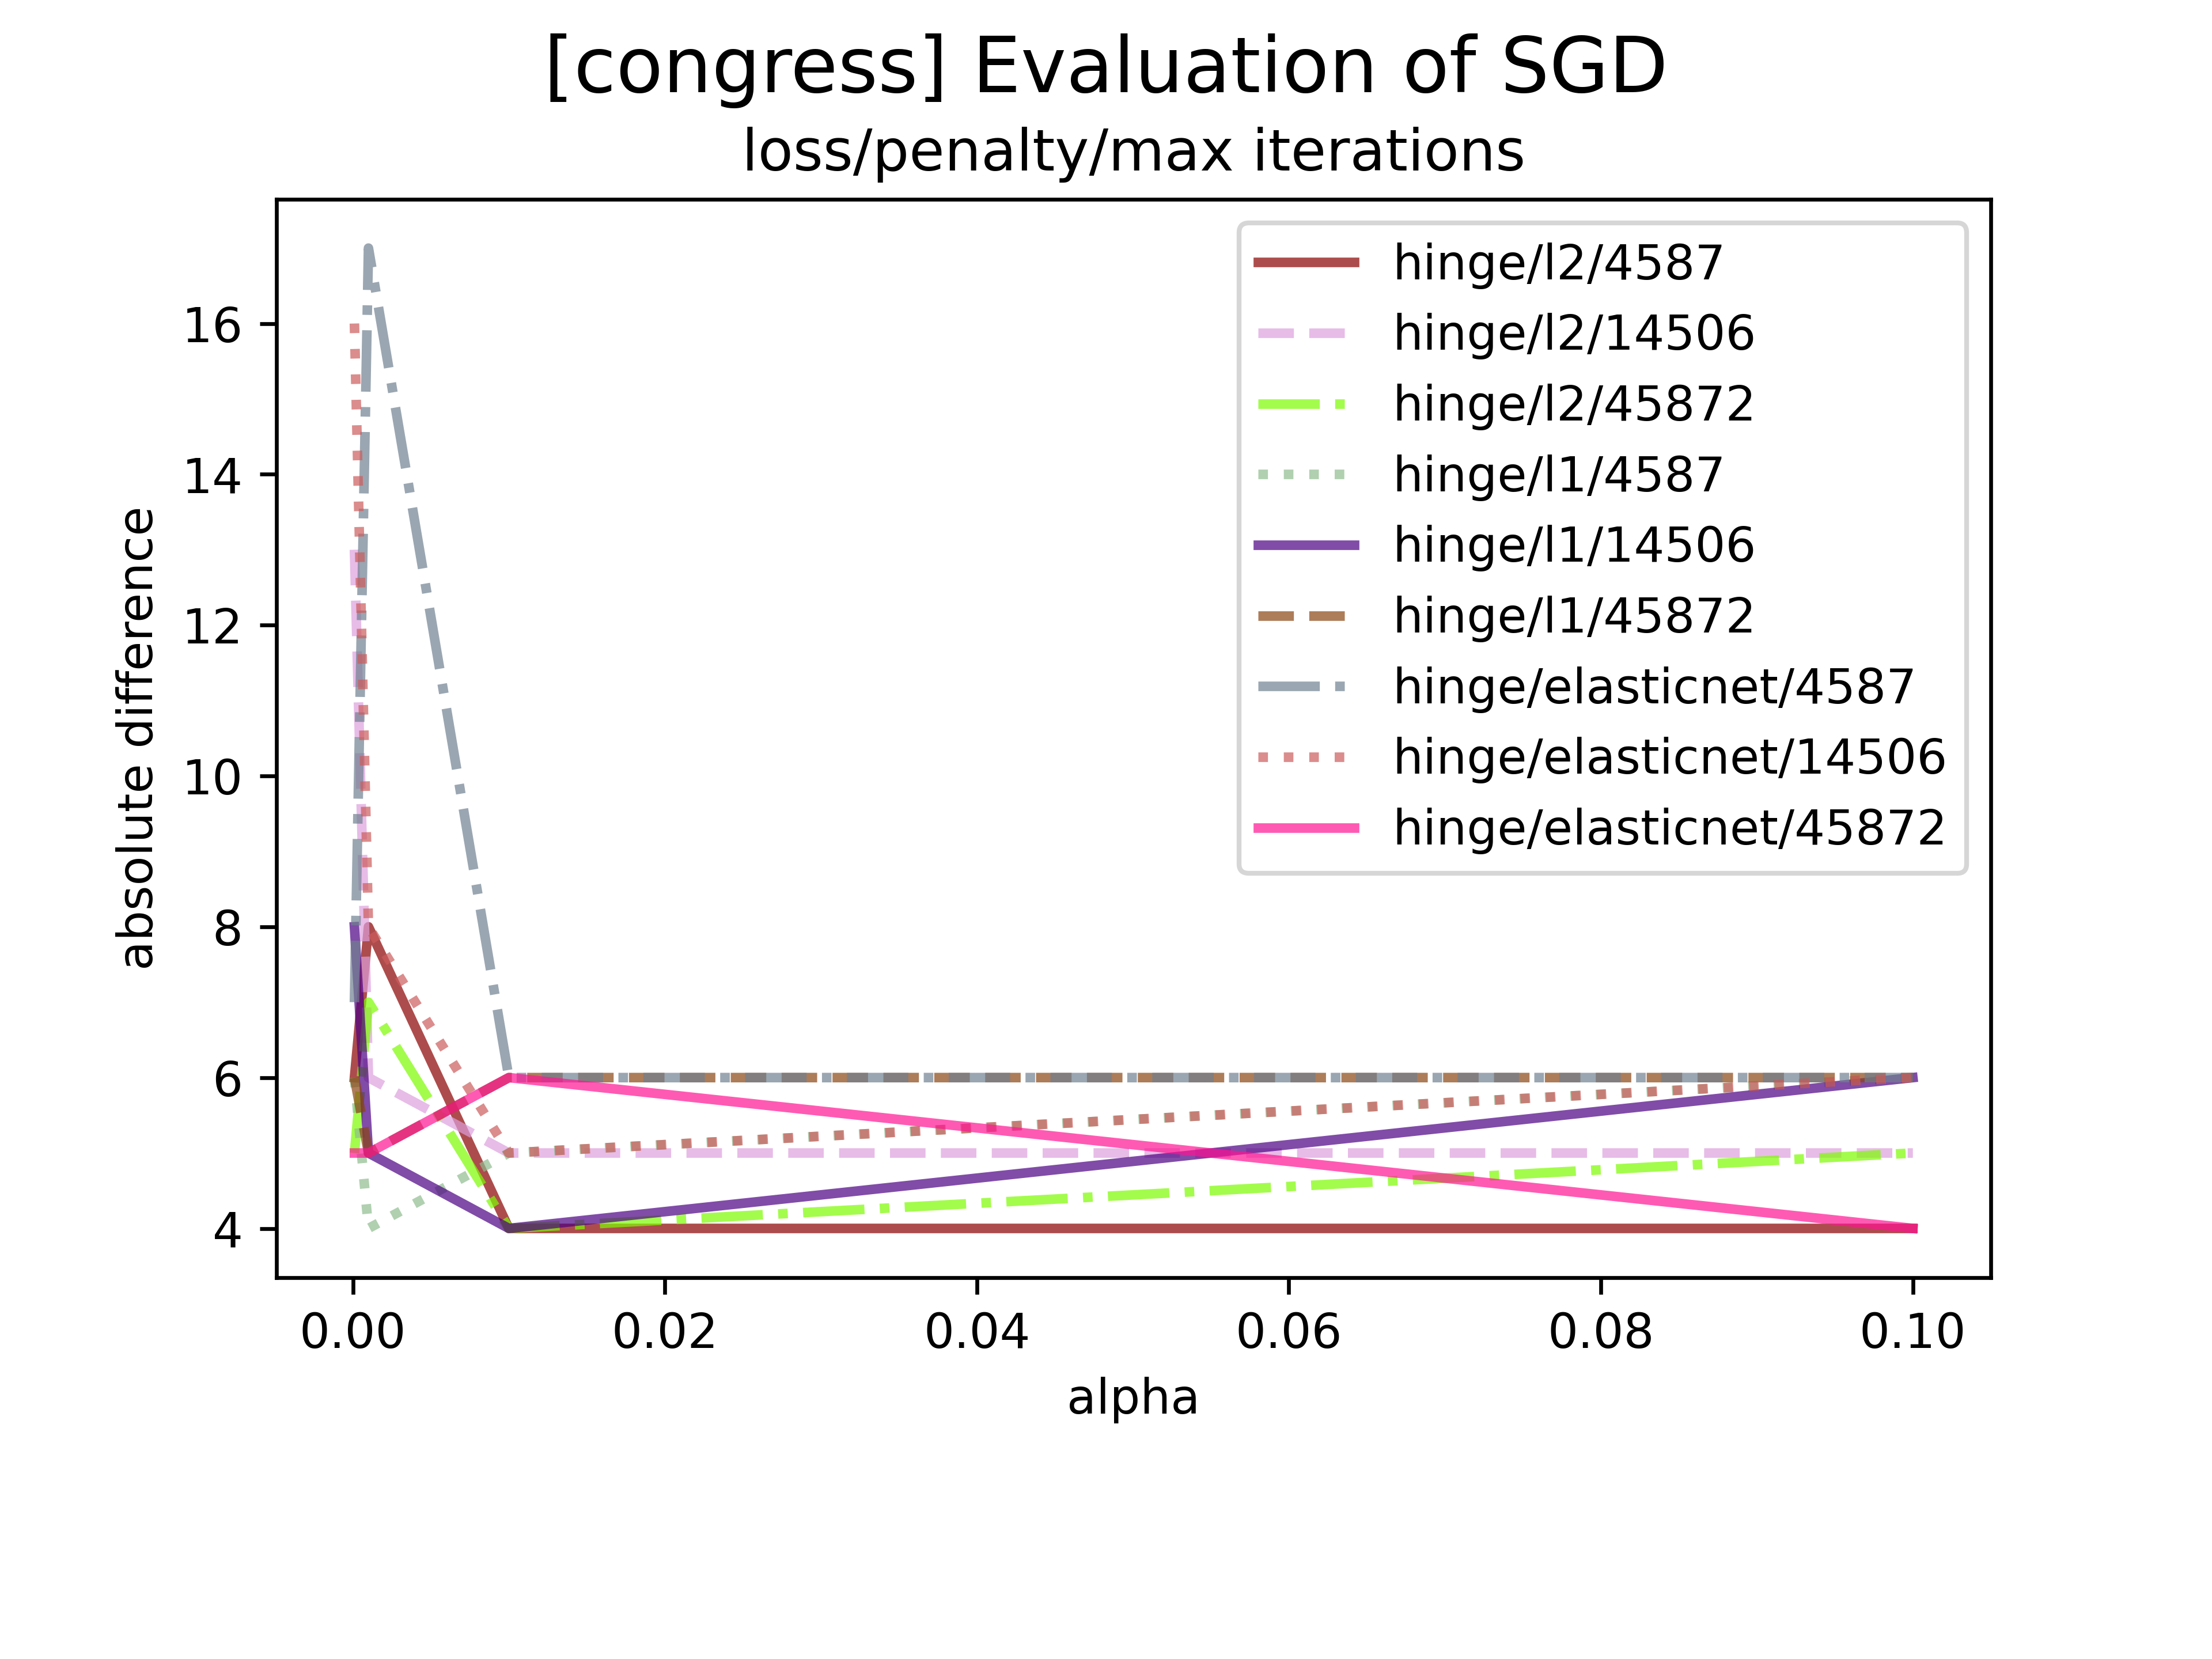 [congress] Evaluation of SGD
loss/penalty/max iterations
hinge/l2/4587
hinge/l2/14506
hinge/l2/45872
hinge/l1/4587
hinge/l1/14506
hinge/l1/45872
hinge/elasticnet/4587
hinge/elasticnet/14506
hinge/elasticnet/45872
absolute difference
16
14
12
10
8
6
4
0.00 0.02 0.04 0.06 0.08 0.10
alpha